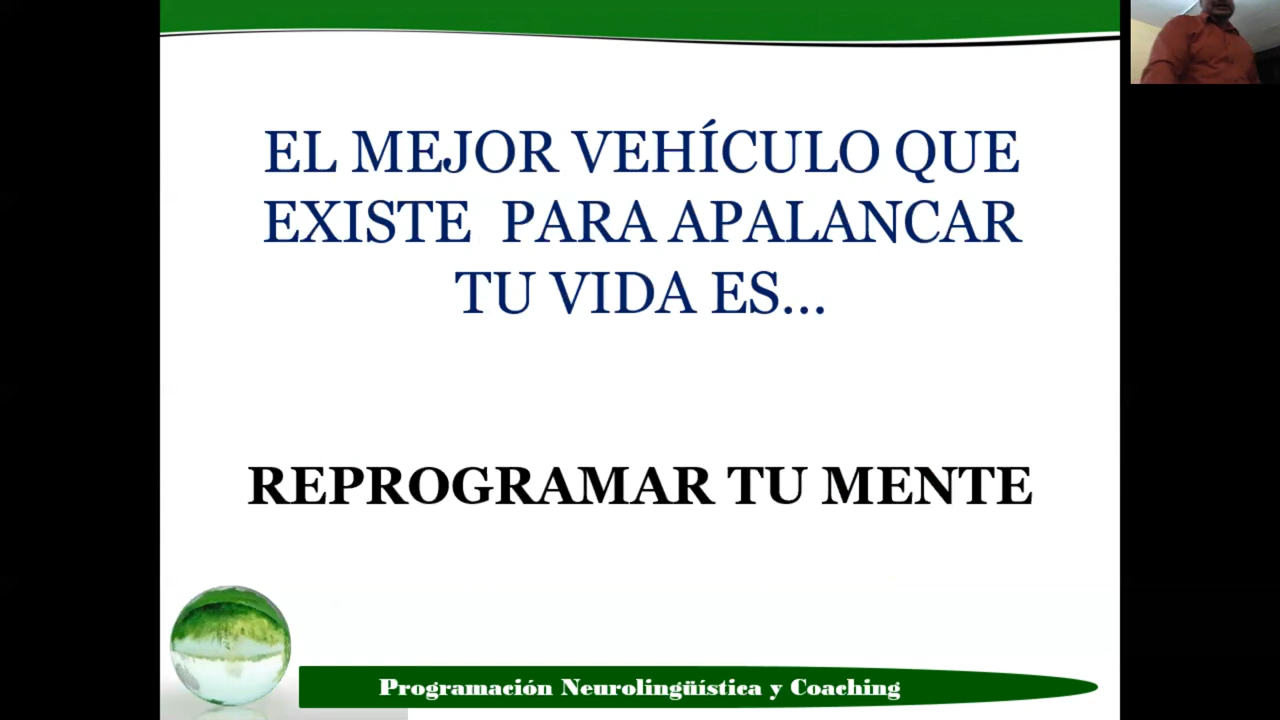 EL MEJOR VEHÍCULO QUE
EXISTE PARA APALANCAR
TU VIDA ES...
REPROGRAMAR TU MENTE
Programación Neurolingüística y Coaching